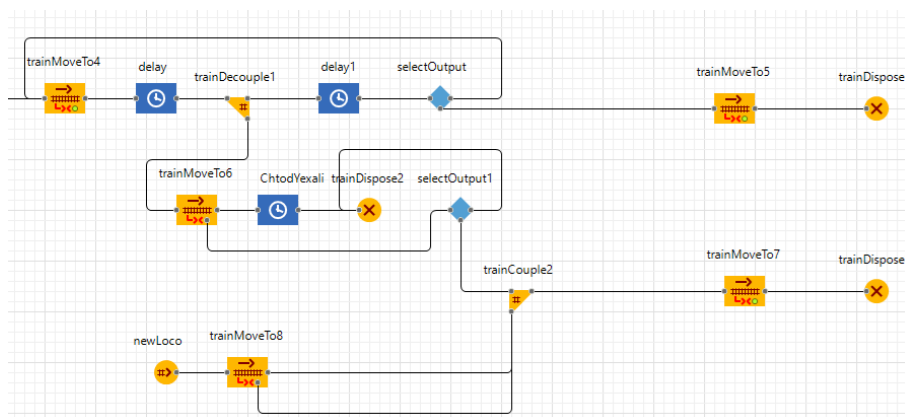 trainMoveTo4
delay
trainDecouple1
delay1
selectOutput
trainMoveTo5
trainDispose
trainMoveTo6
ChtodYexali
trainDispose2
selectOutput1
trainCouple2
trainMoveTo7
trainDispose
newLoco
trainMoveTo8